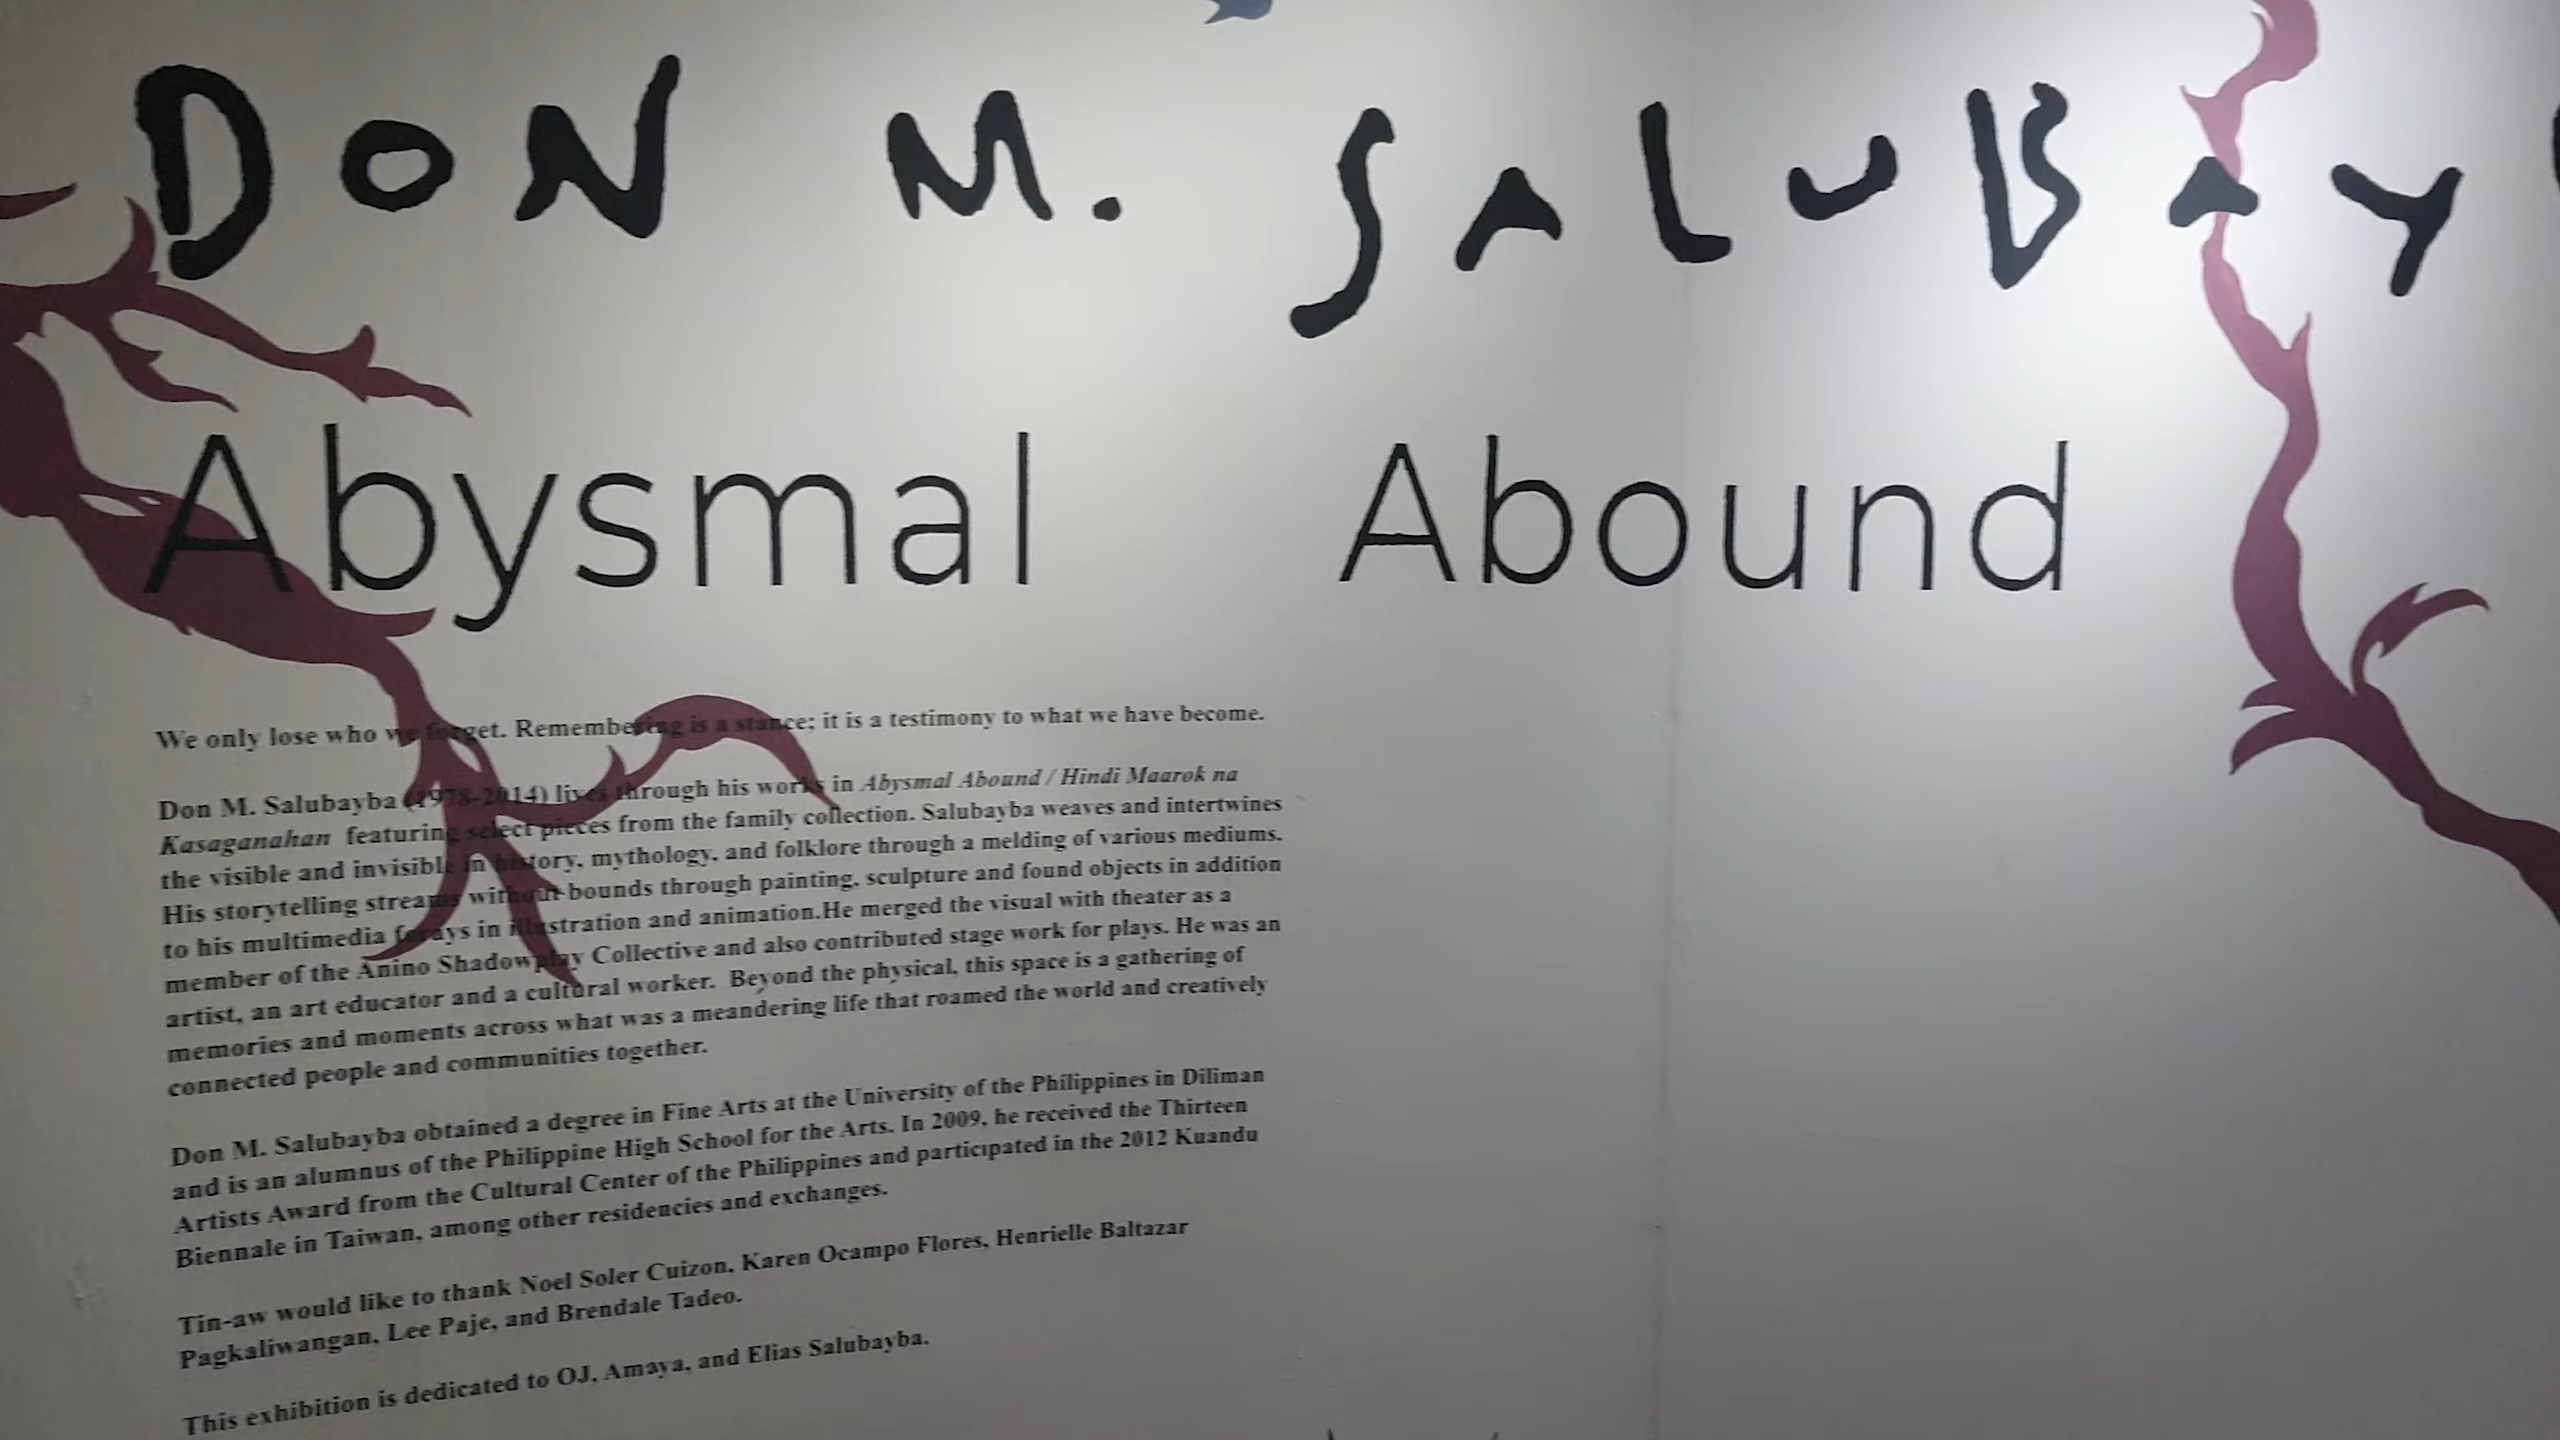 DON M. SALUBAY
Abysmal Abound
We only lose who we forget. Remembering is a stance; it is a testimony to what we have become.
Don M. Salubayba (1978-2014) lives through his works in Abysmal Abound / Hindi Maarok na
Kasaganahan featuring select pieces from the family collection. Salubayba weaves and intertwines
the visible and invisible in history, mythology, and folklore through a melding of various mediums.
His storytelling streams without bounds through painting, sculpture and found objects in addition
to his multimedia forays in illustration and animation.He merged the visual with theater as a
member of the Anino Shadowplay Collective and also contributed stage work for plays. He was an
artist, an art educator and a cultural worker. Beyond the physical, this space is a gathering of
memories and moments across what was a meandering life that roamed the world and creatively
connected people and communities together.
Don M. Salubayba obtained a degree in Fine Arts at the University of the Philippines in Diliman
and is an alumnus of the Philippine High School for the Arts. In 2009, he received the Thirteen
Artists Award from the Cultural Center of the Philippines and participated in the 2012 Kuandu
Biennale in Taiwan, among other residencies and exchanges.
Tin-aw would like to thank Noel Soler Cuizon, Karen Ocampo Flores, Henrielle Baltazar
Pagkaliwangan, Lee Paje, and Brendale Tadeo.
This exhibition is dedicated to OJ, Amaya, and Elias Salubayba.